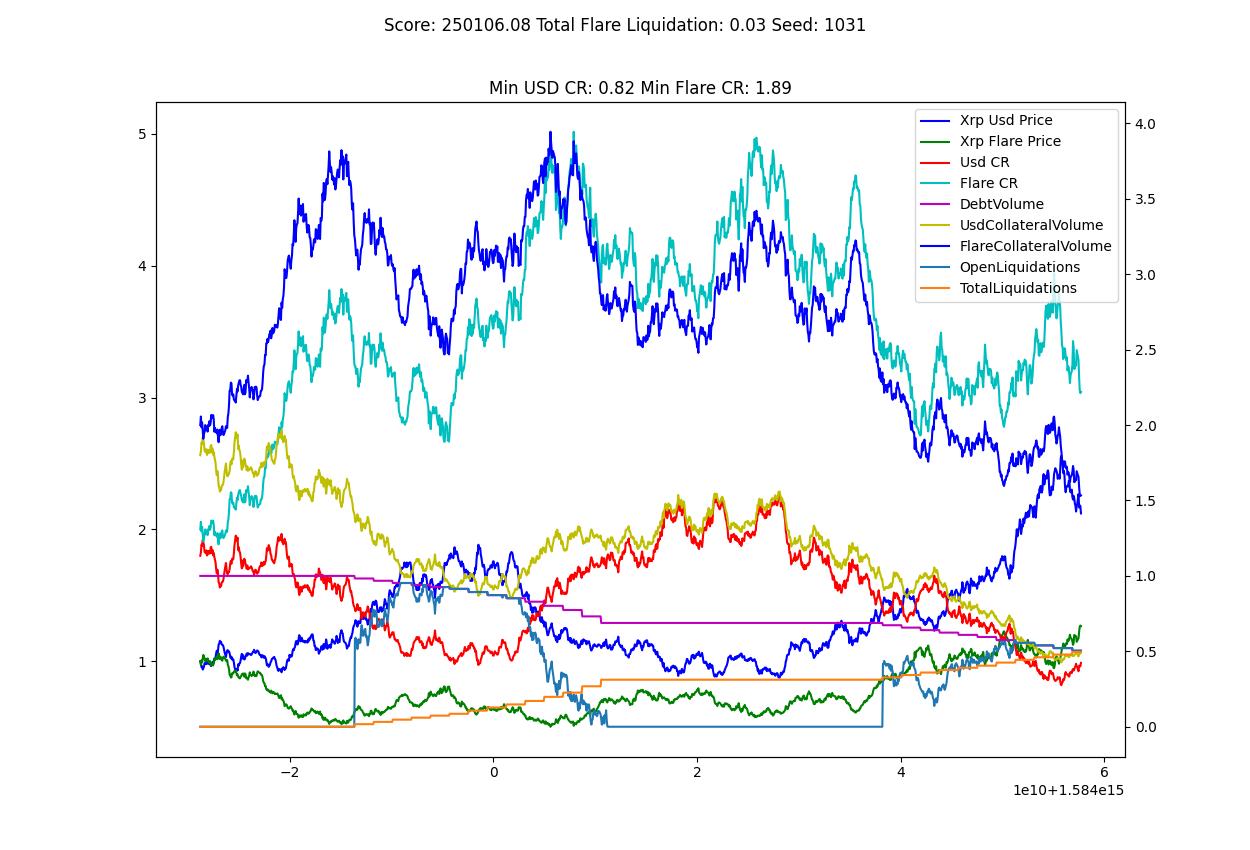 Score: 250106.08 Total Flare Liquidation: 0.03 Seed: 1031
Min USD CR: 0.82 Min Flare CR: 1.89
Xrp Usd Price
Xrp Flare Price
Usd CR
Flare CR
DebtVolume
UsdCollateralVolume
FlareCollateralVolume
OpenLiquidations
TotalLiquidations
5
4
3
2
1
4.0
3.5
3.0
2.5
2.0
1.5
1.0
0.5
0.0
−2 0 2 4 6
1e10+1.584e15